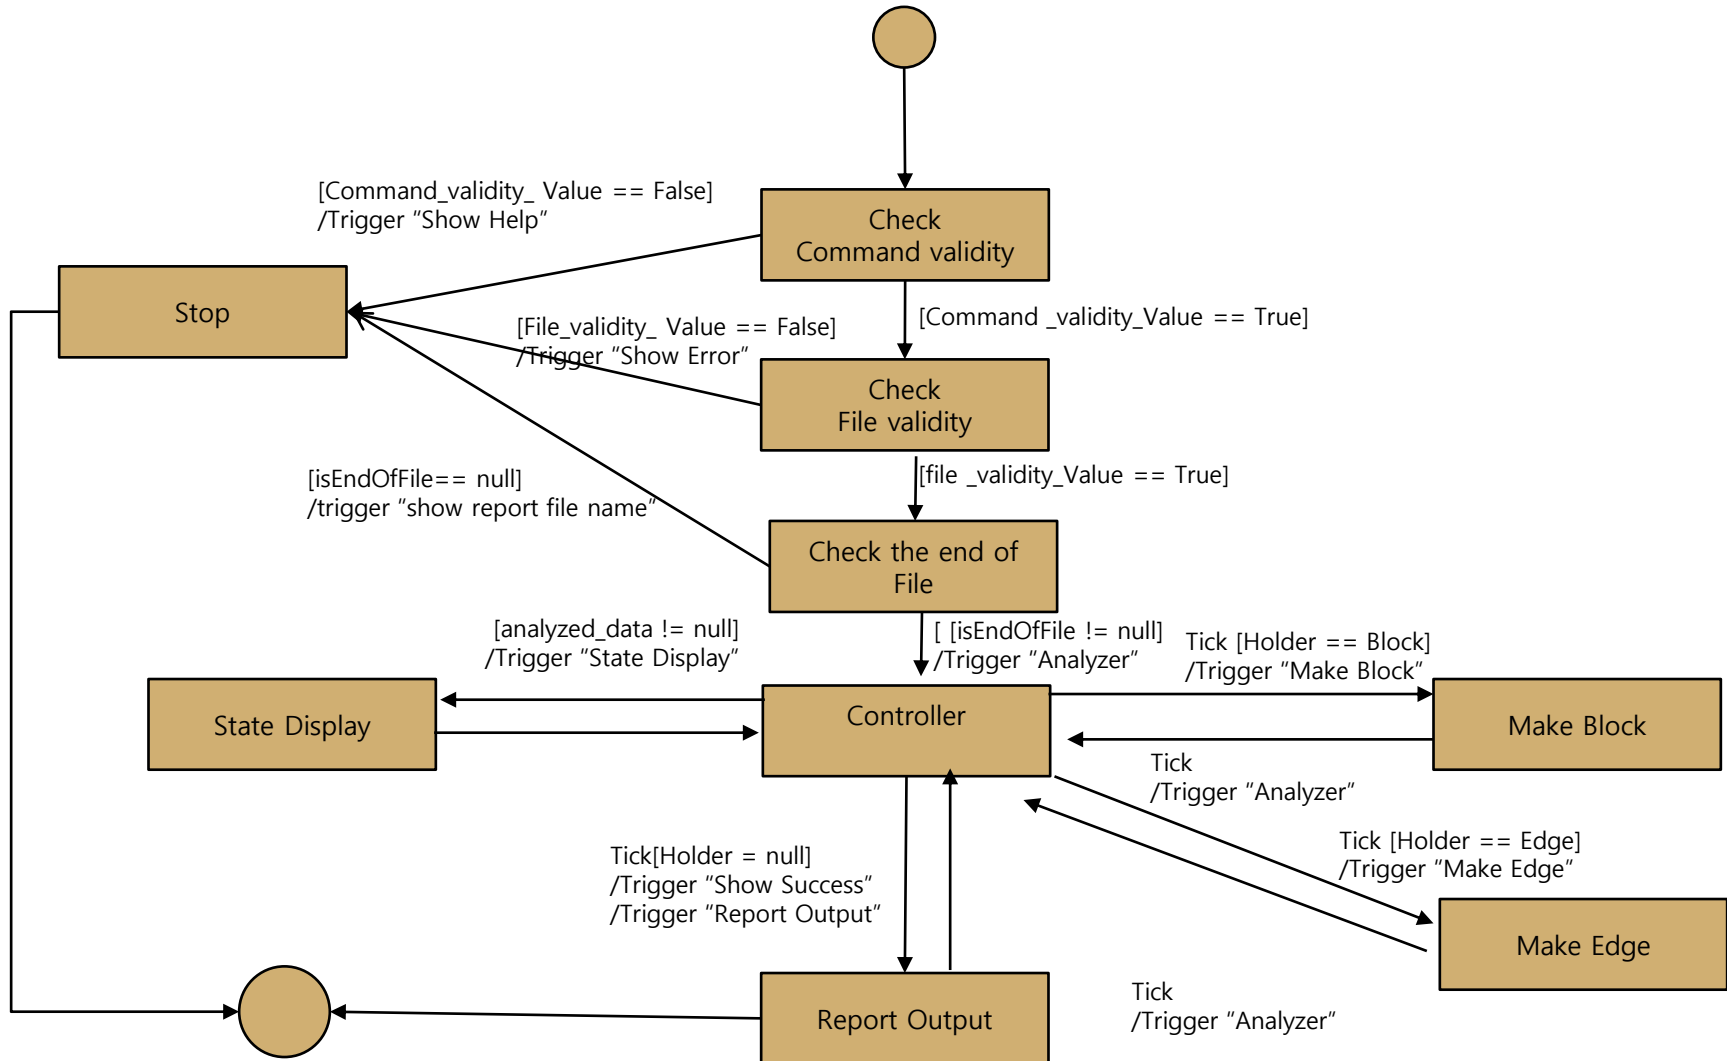 [Command_validity_ Value == False]
/Trigger "Show Help"
Check
Command validity
Stop
[File_validity_ Value == False]
/Trigger "Show Error"
[Command _validity_Value == True]
Check
File validity
[isEndOfFile== null]
/trigger "show report file name"
[file _validity_Value == True]
Check the end of
File
[analyzed_data != null]
/Trigger "State Display"
[ [isEndOfFile != null]
/Trigger "Analyzer"
Tick [Holder == Block]
/Trigger "Make Block"
State Display
Controller
Make Block
Tick
/Trigger "Analyzer"
Tick[Holder = null]
/Trigger "Show Success"
/Trigger "Report Output"
Tick [Holder == Edge]
/Trigger "Make Edge"
Make Edge
Report Output
Tick
/Trigger "Analyzer"